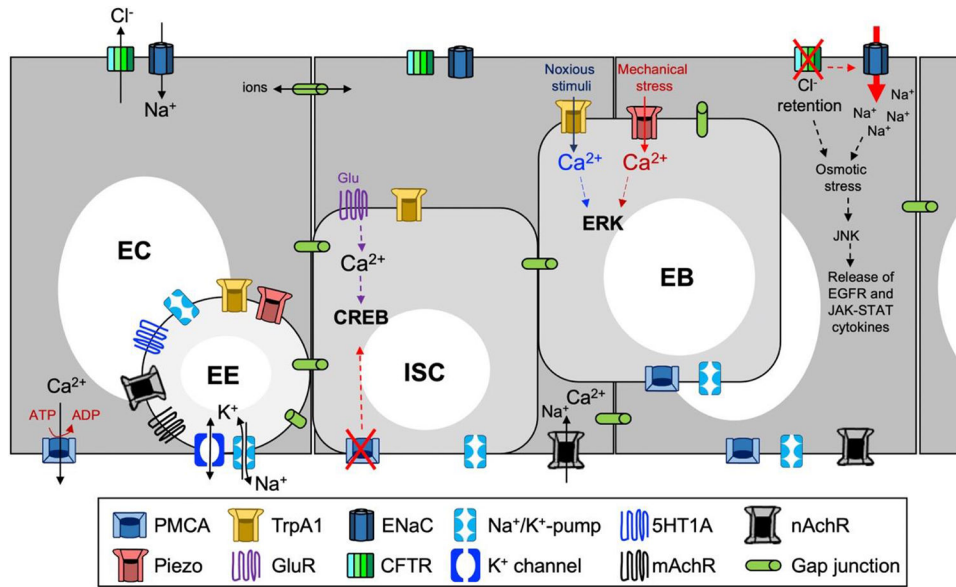 Cl⁻
Na⁺
ions
Noxious
stimuli
Mechanical
stress
Cl⁻
retention
Na⁺
Na⁺
Na⁺
Na⁺
Ca²⁺
Ca²⁺
Osmotic
stress
Glu
ERK
JNK
EC
Ca²⁺
EB
Release of
EGFR and
JAK-STAT
cytokines
CREB
EE
ISC
Ca²⁺
ATP
ADP
K⁺
Na⁺
Ca²⁺
Na⁺
PMCA
TrpA1
ENaC
Na⁺/K⁺-pump
5HT1A
nAchR
Piezo
GluR
CFTR
K⁺ channel
mAchR
Gap junction